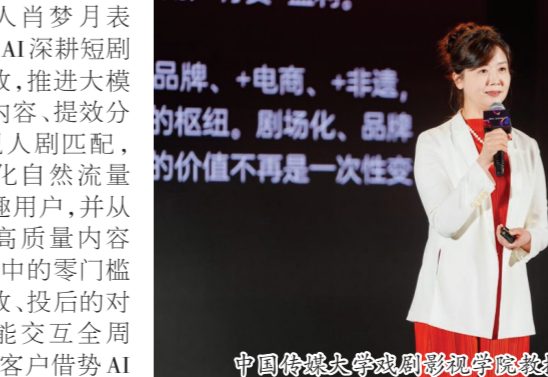 人肖梦月表
AI深耕短剧
放，推进大模
内容、提效分
人剧匹配，
化自然流量
趣用户，并从
高质量内容
中的零门槛
放、投后的对
能交互全周
客户借势 AI
品牌、+电商、+非遗，
的枢纽。剧场化、品牌
的价值不再是一次性变
中国传媒大学戏剧影视学院教